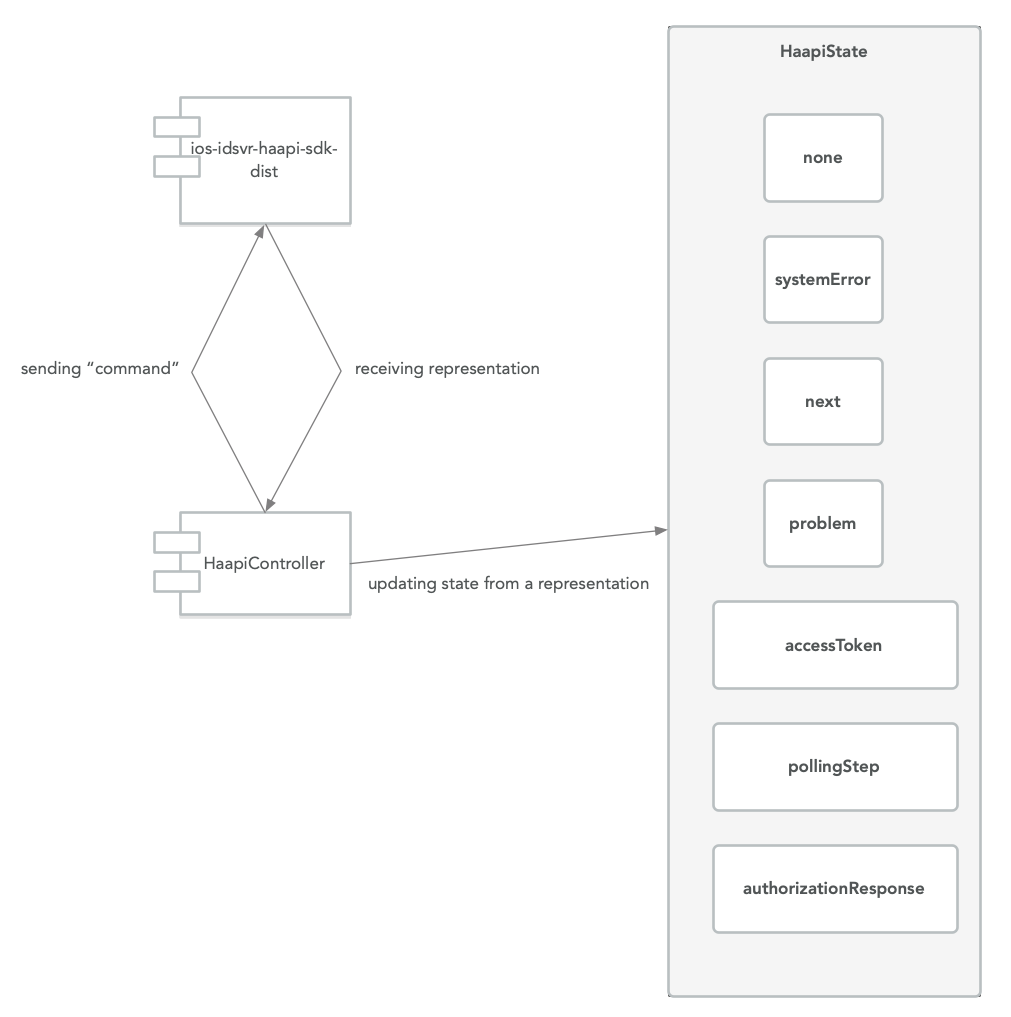 HaapiState
ios-idsvr-haapi-sdk-
dist
none
systemError
sending “command”
receiving representation
next
problem
HaapiController
updating state from a representation
accessToken
pollingStep
authorizationResponse